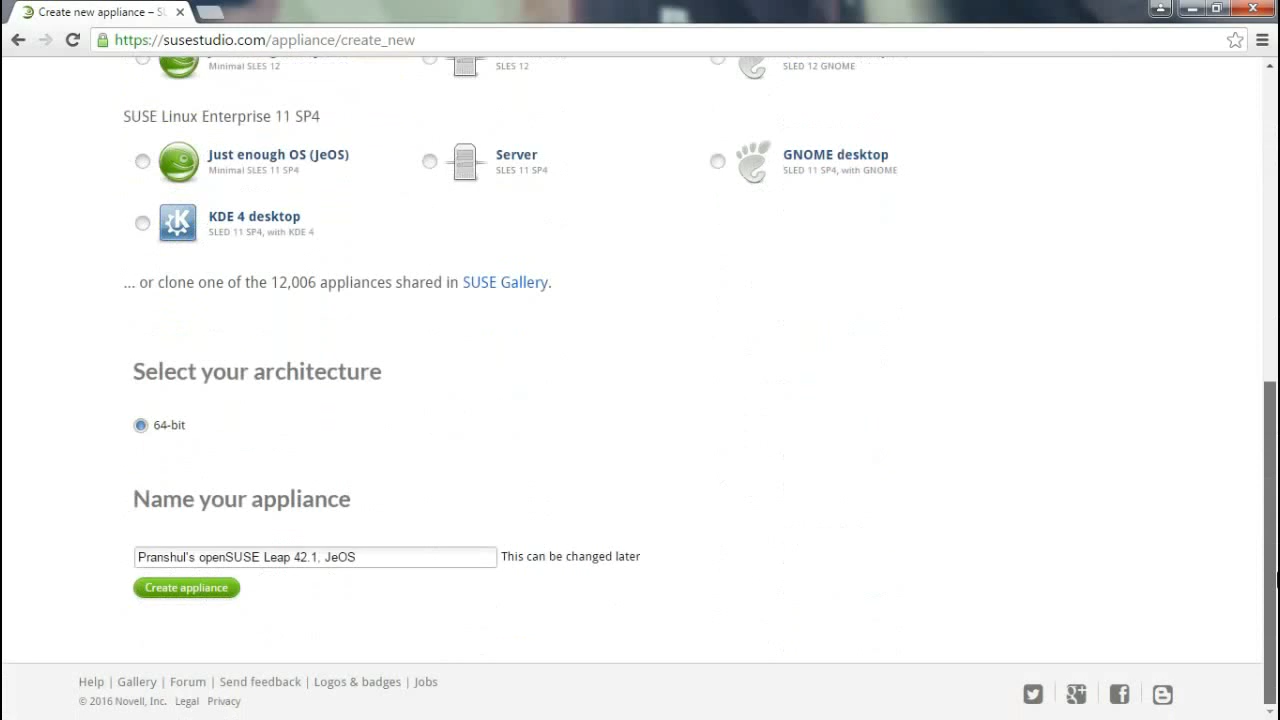 Create new appliance – SU
https://susestudio.com/appliance/create_new
Minimal SLES 12
SLES 12
SLED 12 GNOME
SUSE Linux Enterprise 11 SP4
Just enough OS (JeOS)
Minimal SLES 11 SP4
Server
SLES 11 SP4
GNOME desktop
SLED 11 SP4, with GNOME
KDE 4 desktop
SLED 11 SP4, with KDE 4
... or clone one of the 12,006 appliances shared in SUSE Gallery.
Select your architecture
64-bit
Name your appliance
Pranshul's openSUSE Leap 42.1, JeOS
This can be changed later
Create appliance
Help | Gallery | Forum | Send feedback | Logos & badges | Jobs
© 2016 Novell, Inc. Legal Privacy